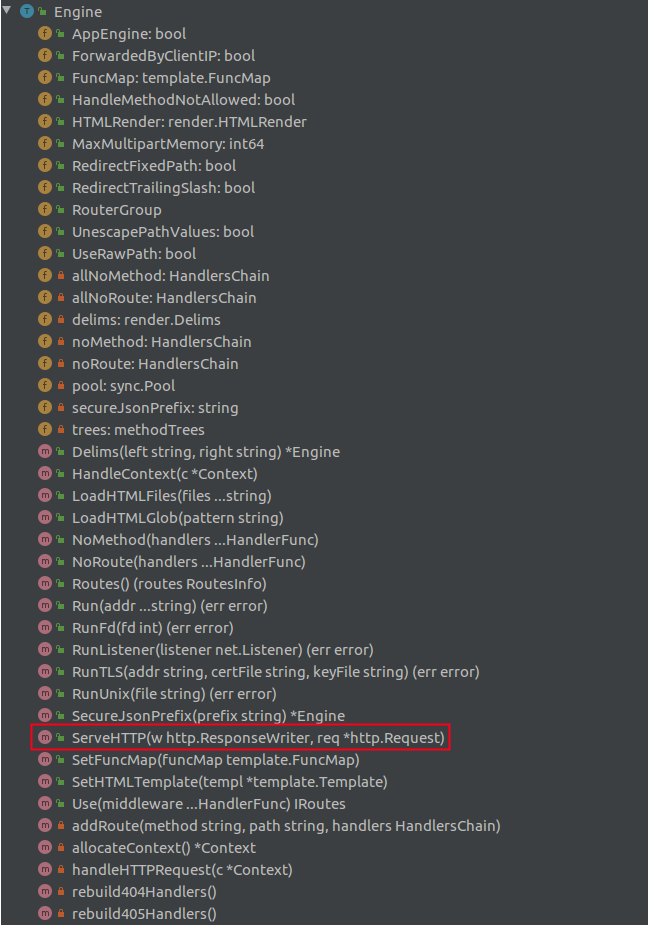 Engine
AppEngine: bool
ForwardedByClientIP: bool
FuncMap: template.FuncMap
HandleMethodNotAllowed: bool
HTMLRender: render.HTMLRender
MaxMultipartMemory: int64
RedirectFixedPath: bool
RedirectTrailingSlash: bool
RouterGroup
UnescapePathValues: bool
UseRawPath: bool
allNoMethod: HandlersChain
allNoRoute: HandlersChain
delims: render.Delims
noMethod: HandlersChain
noRoute: HandlersChain
pool: sync.Pool
secureJsonPrefix: string
trees: methodTrees
Delims(left string, right string) *Engine
HandleContext(c *Context)
LoadHTMLFiles(files ...string)
LoadHTMLGlob(pattern string)
NoMethod(handlers ...HandlerFunc)
NoRoute(handlers ...HandlerFunc)
Routes() (routes RoutesInfo)
Run(addr ...string) (err error)
RunFd(fd int) (err error)
RunListener(listener net.Listener) (err error)
RunTLS(addr string, certFile string, keyFile string) (err error)
RunUnix(file string) (err error)
SecureJsonPrefix(prefix string) *Engine
ServeHTTP(w http.ResponseWriter, req *http.Request)
SetFuncMap(funcMap template.FuncMap)
SetHTMLTemplate(templ *template.Template)
Use(middleware ...HandlerFunc) IRoutes
addRoute(method string, path string, handlers HandlersChain)
allocateContext() *Context
handleHTTPRequest(c *Context)
rebuild404Handlers()
rebuild405Handlers()